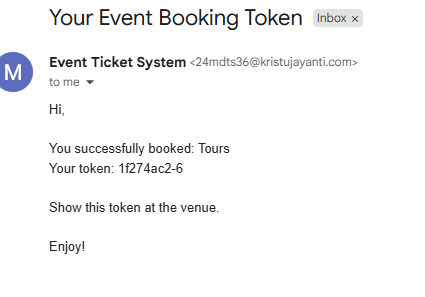 Your Event Booking Token Inbox ×
M
Event Ticket System <24mdts36@kristujayanti.com>
to me
Hi,
You successfully booked: Tours
Your token: 1f274ac2-6
Show this token at the venue.
Enjoy!